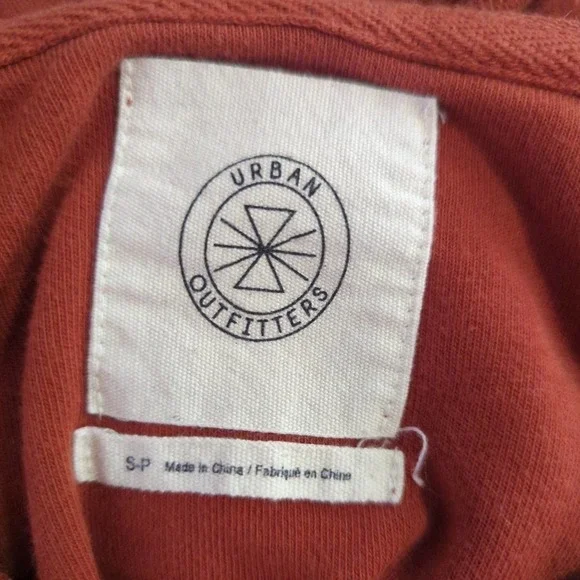 URBAN
OUTFITTERS
S-P Made in China / Fabriqué en Chine